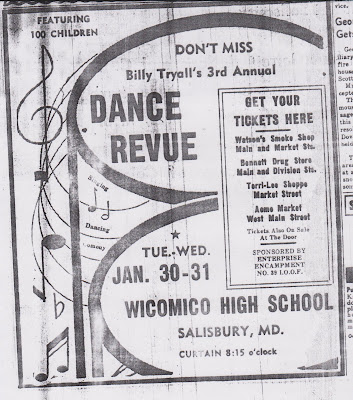 FEATURING
100 CHILDREN
DON'T MISS
Billy Tryall's 3rd Annual
DANCE
REVUE
Singing
Dancing
Comedy
GET YOUR
TICKETS HERE
Watson's Smoke Shop
Main and Market Sts.
Bennett Drug Store
Main and Division Sts.
Terri-Lee Shoppe
Market Street
Acme Market
West Main Street
Tickets Also On Sale
At The Door
SPONSORED BY
ENTERPRISE
ENCAMPMENT
NO. 39 I.O.O.F.
TUE.-WED.
JAN. 30-31
WICOMICO HIGH SCHOOL
SALISBURY, MD.
CURTAIN 8:15 o'clock
vice.
Geo
Get